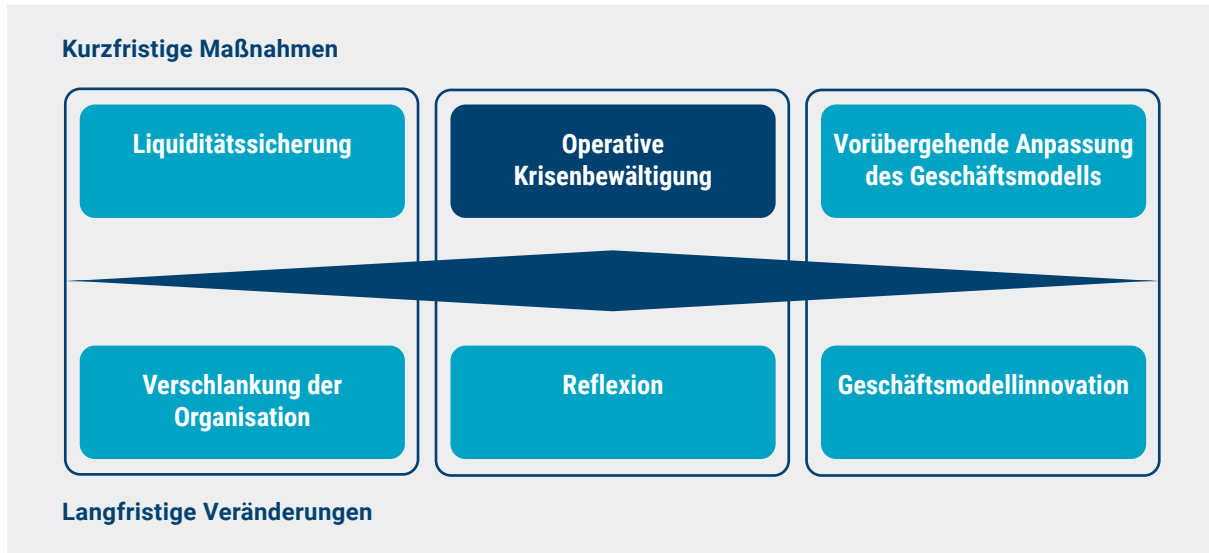 Kurzfristige Maßnahmen
Liquiditätssicherung
Operative
Krisenbewältigung
Vorübergehende Anpassung
des Geschäftsmodells
Verschlankung der
Organisation
Reflexion
Geschäftsmodellinnovation
Langfristige Veränderungen